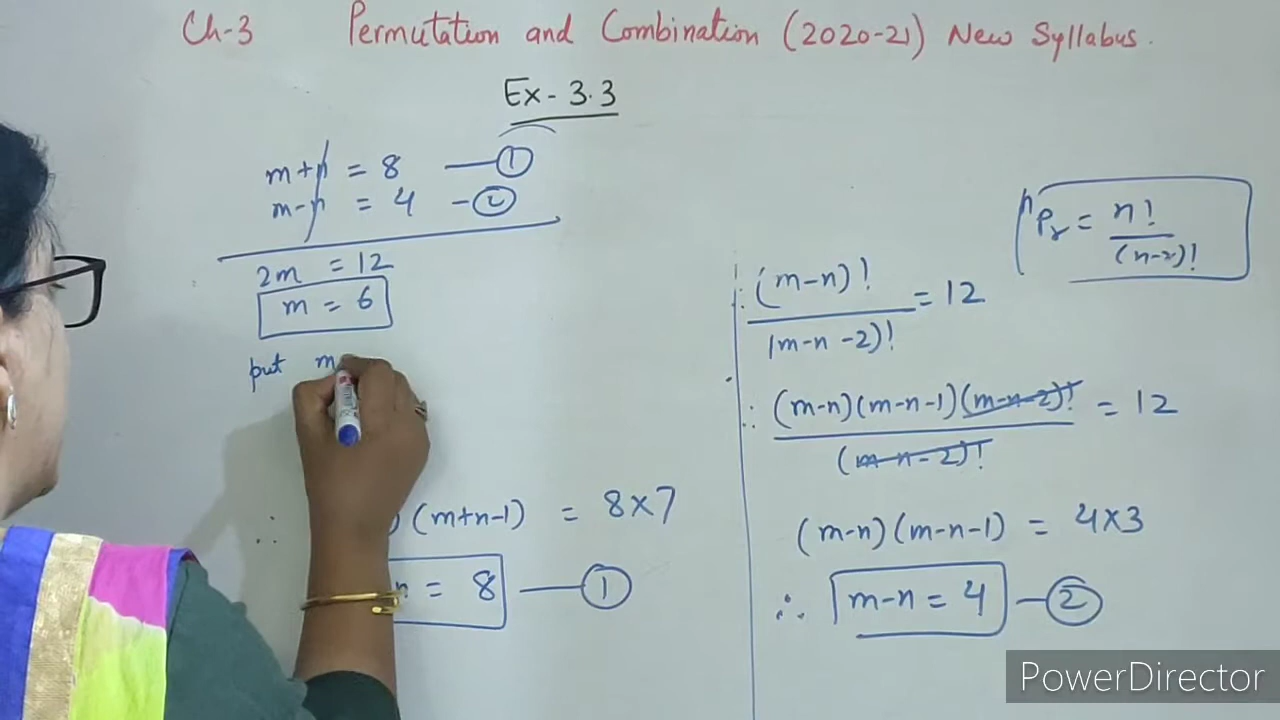 Ch-3 Permutation and Combination (2020-21) New Syllabus.
Ex- 3.3
m+n = 8 — 1
m-n = 4 - 2
2m = 12
m = 6
put m
∴ ) (m+n-1) = 8×7
n = 8 — 1
nPr = n!
(n-r)!
∴ (m-n)! = 12
(m-n-2)!
∴ (m-n)(m-n-1)(m-n-2)! = 12
(m-n-2)!
(m-n)(m-n-1) = 4×3
∴ m-n = 4 — 2
PowerDirector